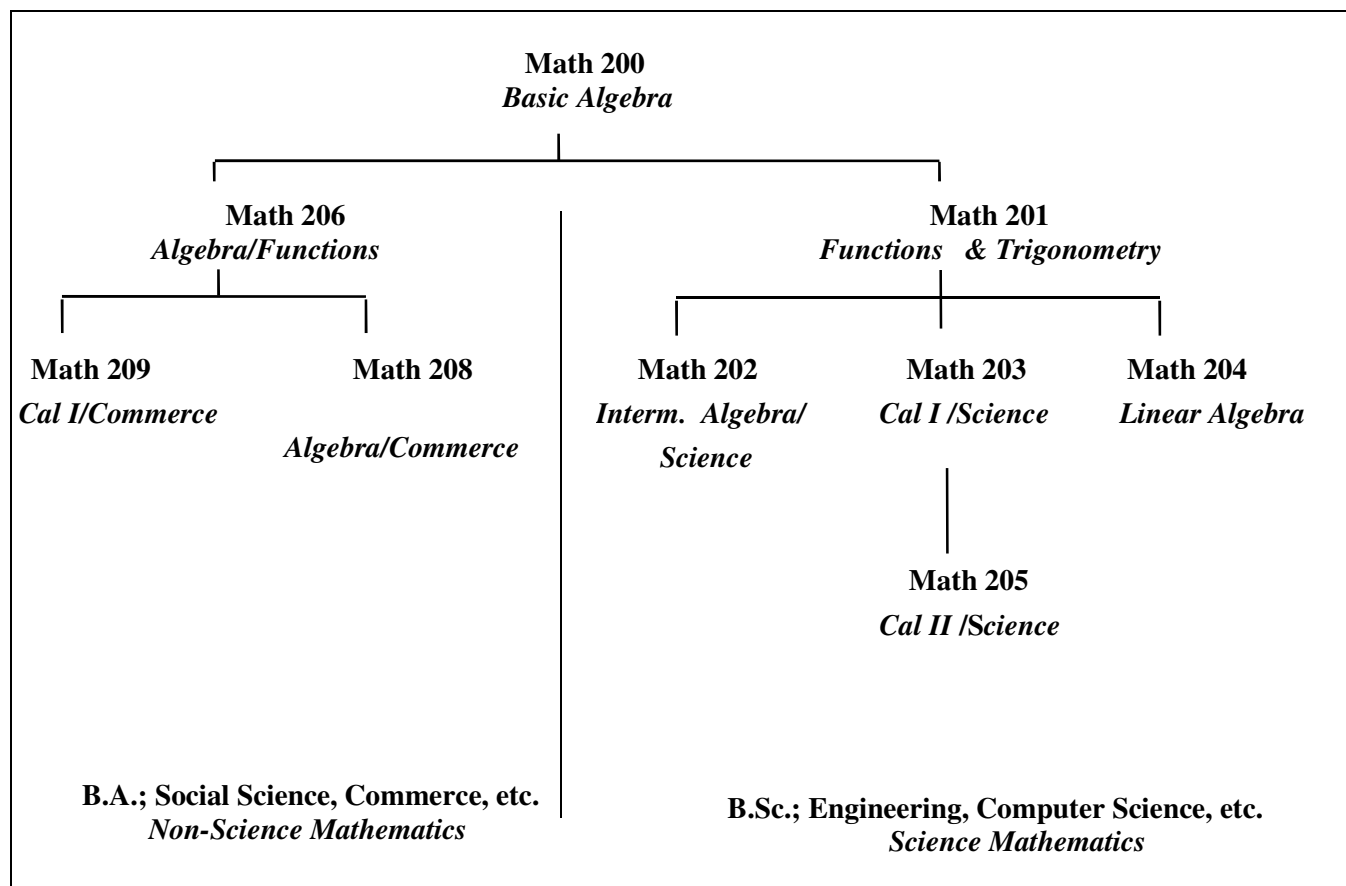 Math 200
Basic Algebra
Math 206
Algebra/Functions
Math 201
Functions & Trigonometry
Math 209
Cal I/Commerce
Math 208
Algebra/Commerce
Math 202
Interm. Algebra/
Science
Math 203
Cal I /Science
Math 204
Linear Algebra
Math 205
Cal II /Science
B.A.; Social Science, Commerce, etc.
Non-Science Mathematics
B.Sc.; Engineering, Computer Science, etc.
Science Mathematics